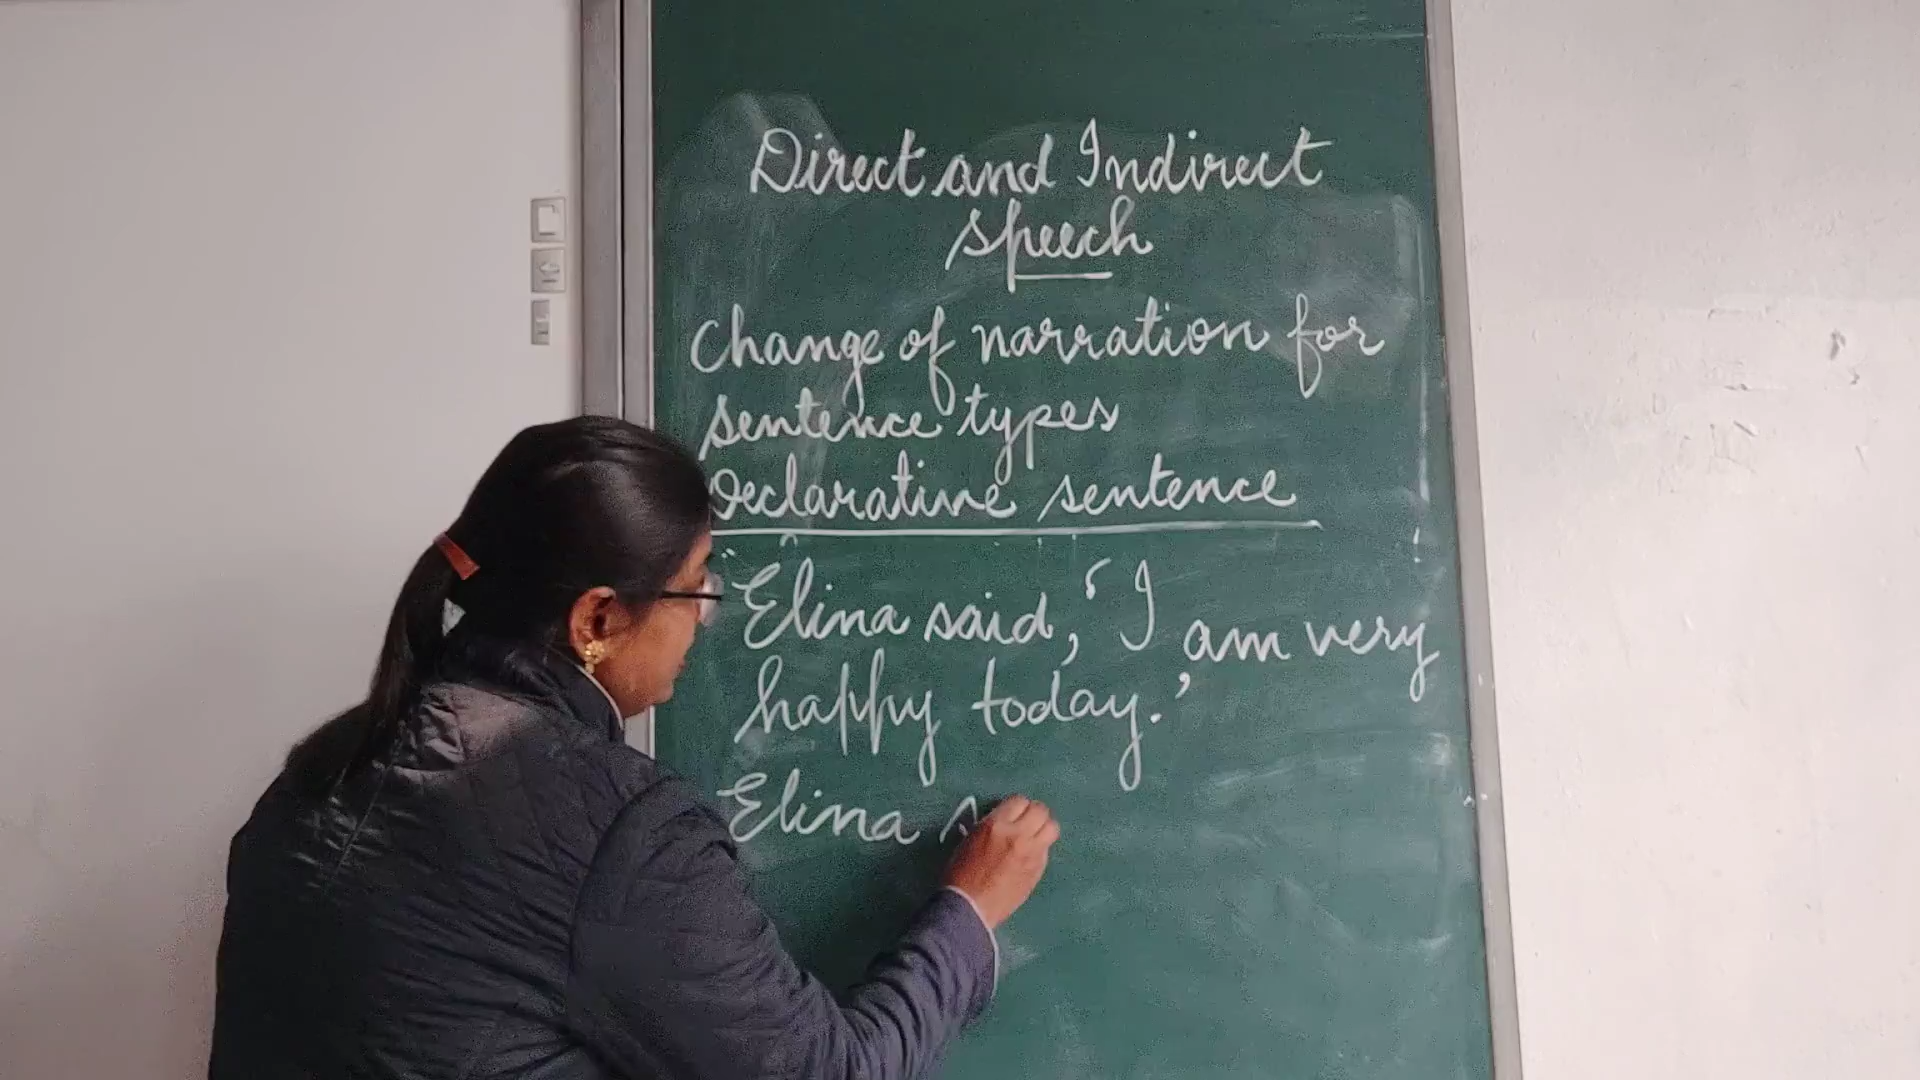 Direct and Indirect
speech
Change of narration for
sentence types
Declarative sentence
Elina said, ‘I am very
happy today.’
Elina